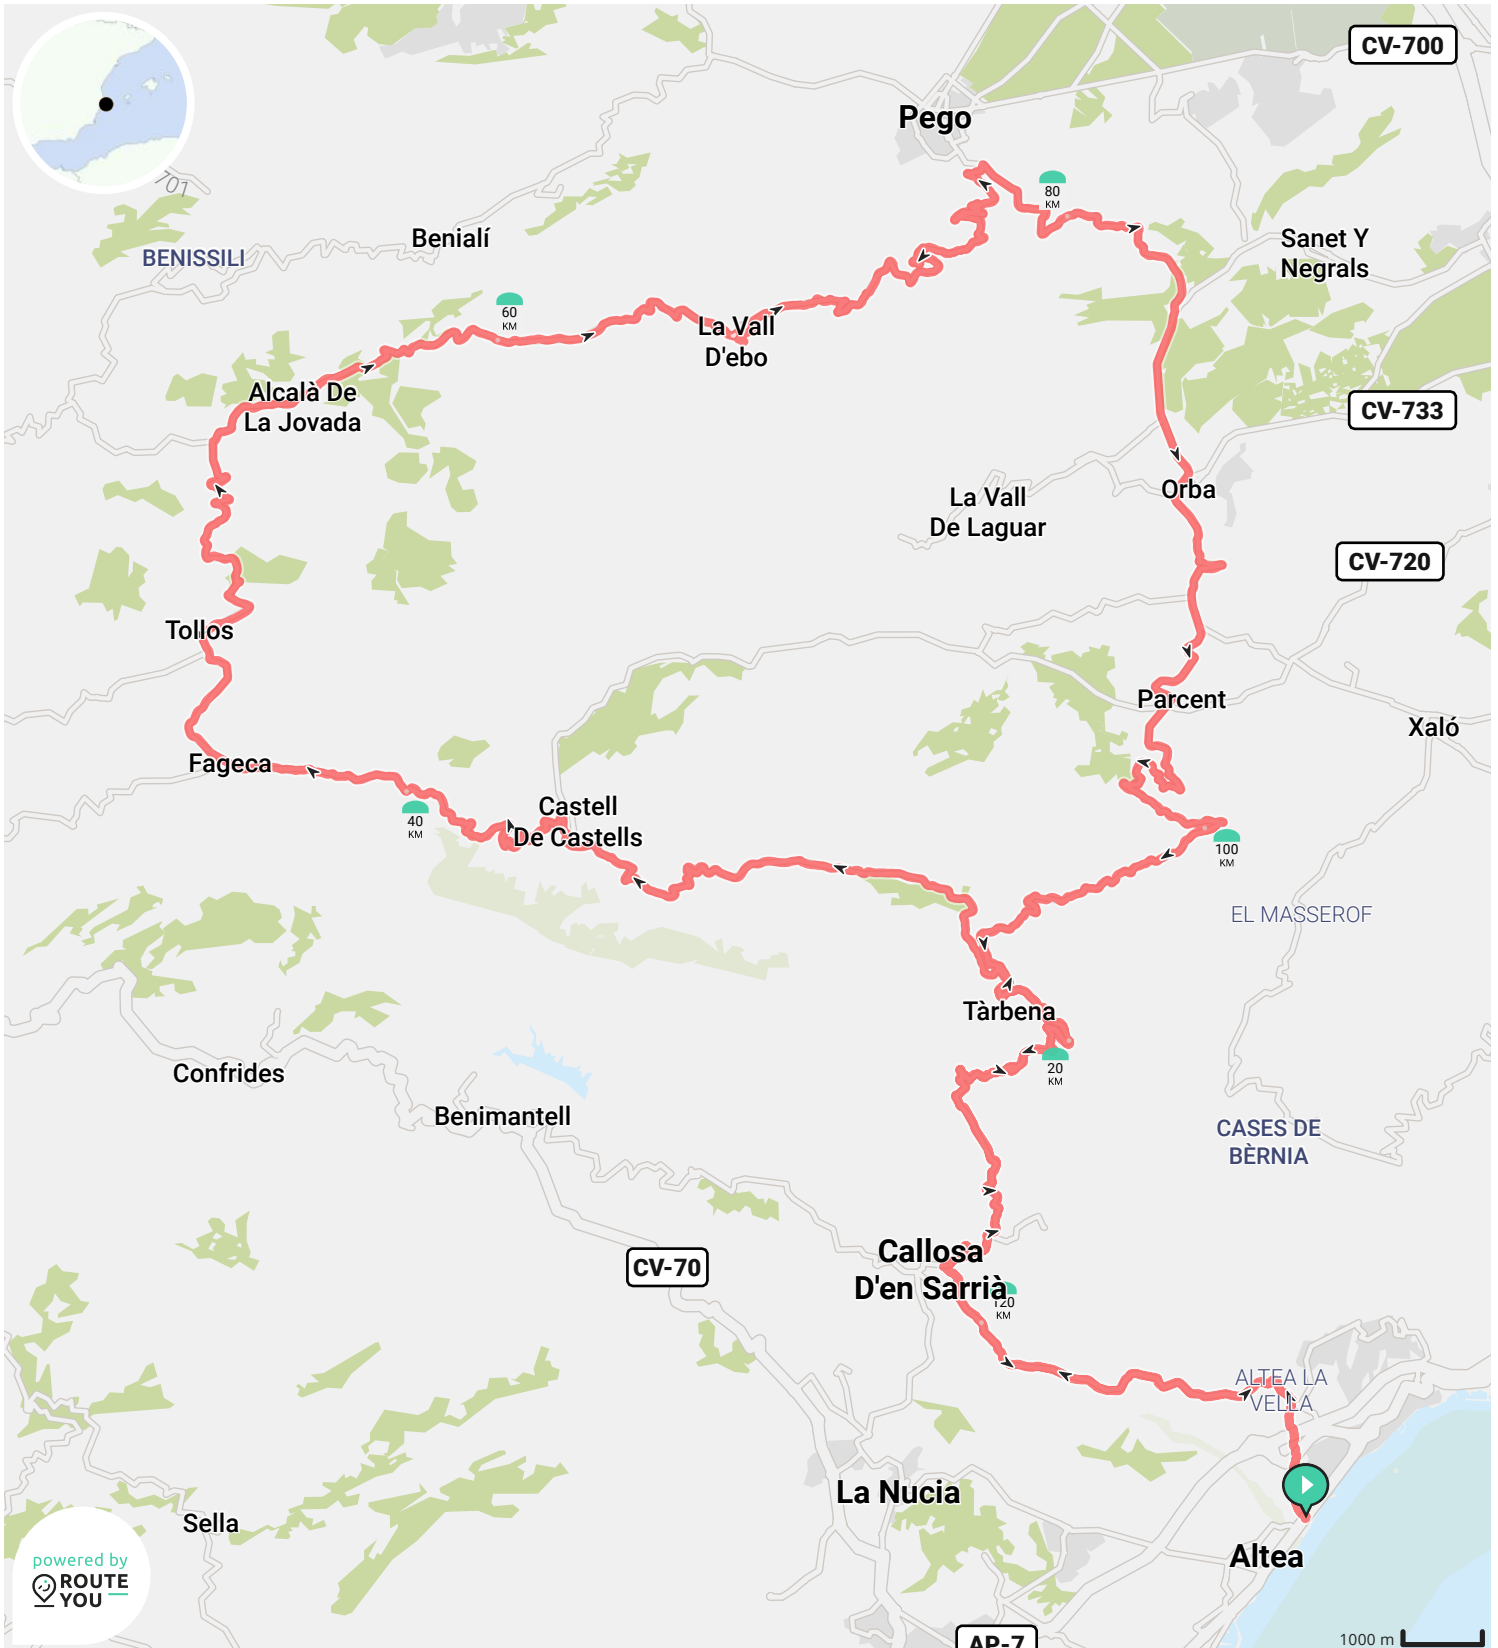 CV-700
Pego
701
80
KM
Benialí
Sanet Y
Negrals
BENISSILI
60
KM
La Vall
D'ebo
Alcalà De
La Jovada
CV-733
Orba
La Vall
De Laguar
CV-720
Tollos
Parcent
Xaló
Fageca
Castell
De Castells
40
KM
100
KM
EL MASSEROF
Tàrbena
20
KM
Confrides
Benimantell
CASES DE
BÈRNIA
Callosa
D'en Sarrià
CV-70
120
KM
ALTEA LA
VELLA
La Nucia
Sella
Altea
powered by
ROUTE
YOU
1000 m
AP-7